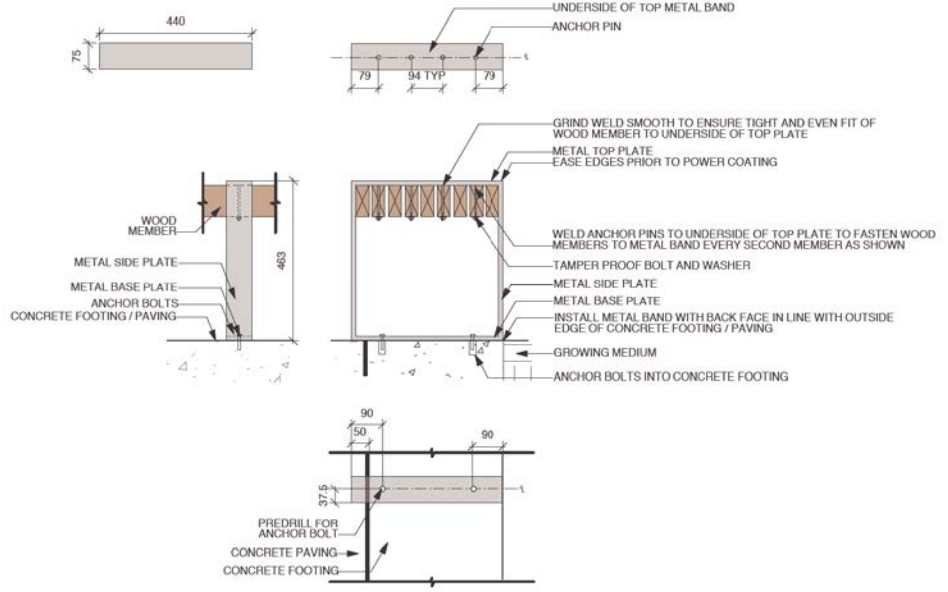 440
75
UNDERSIDE OF TOP METAL BAND
ANCHOR PIN
79
94 TYP
79
GRIND WELD SMOOTH TO ENSURE TIGHT AND EVEN FIT OF
WOOD MEMBER TO UNDERSIDE OF TOP PLATE
METAL TOP PLATE
EASE EDGES PRIOR TO POWER COATING
WOOD
MEMBER
METAL SIDE PLATE
METAL BASE PLATE
ANCHOR BOLTS
CONCRETE FOOTING / PAVING
463
WELD ANCHOR PINS TO UNDERSIDE OF TOP PLATE TO FASTEN WOOD
MEMBERS TO METAL BAND EVERY SECOND MEMBER AS SHOWN
TAMPER PROOF BOLT AND WASHER
METAL SIDE PLATE
METAL BASE PLATE
INSTALL METAL BAND WITH BACK FACE IN LINE WITH OUTSIDE
EDGE OF CONCRETE FOOTING / PAVING
GROWING MEDIUM
ANCHOR BOLTS INTO CONCRETE FOOTING
90
50
90
37.5
PREDRILL FOR
ANCHOR BOLT
CONCRETE PAVING
CONCRETE FOOTING